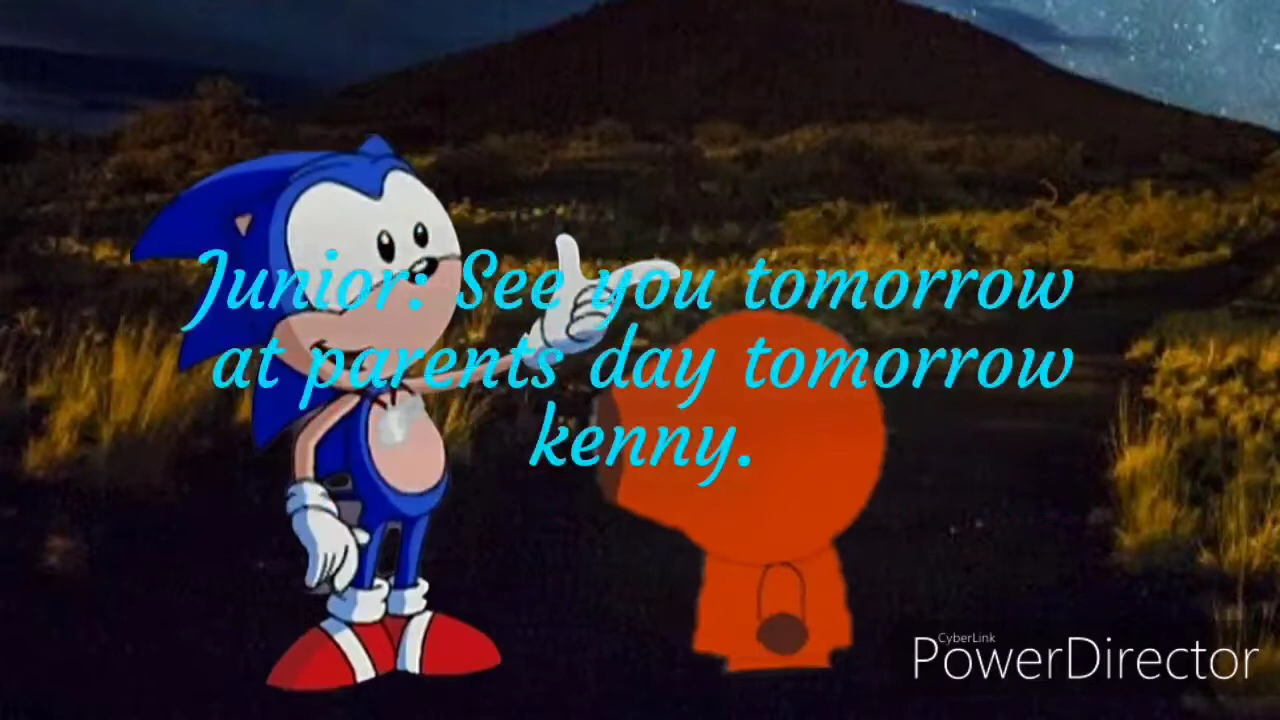 Junior: See you tomorrow
at parents day tomorrow
kenny.
CyberLink
PowerDirector